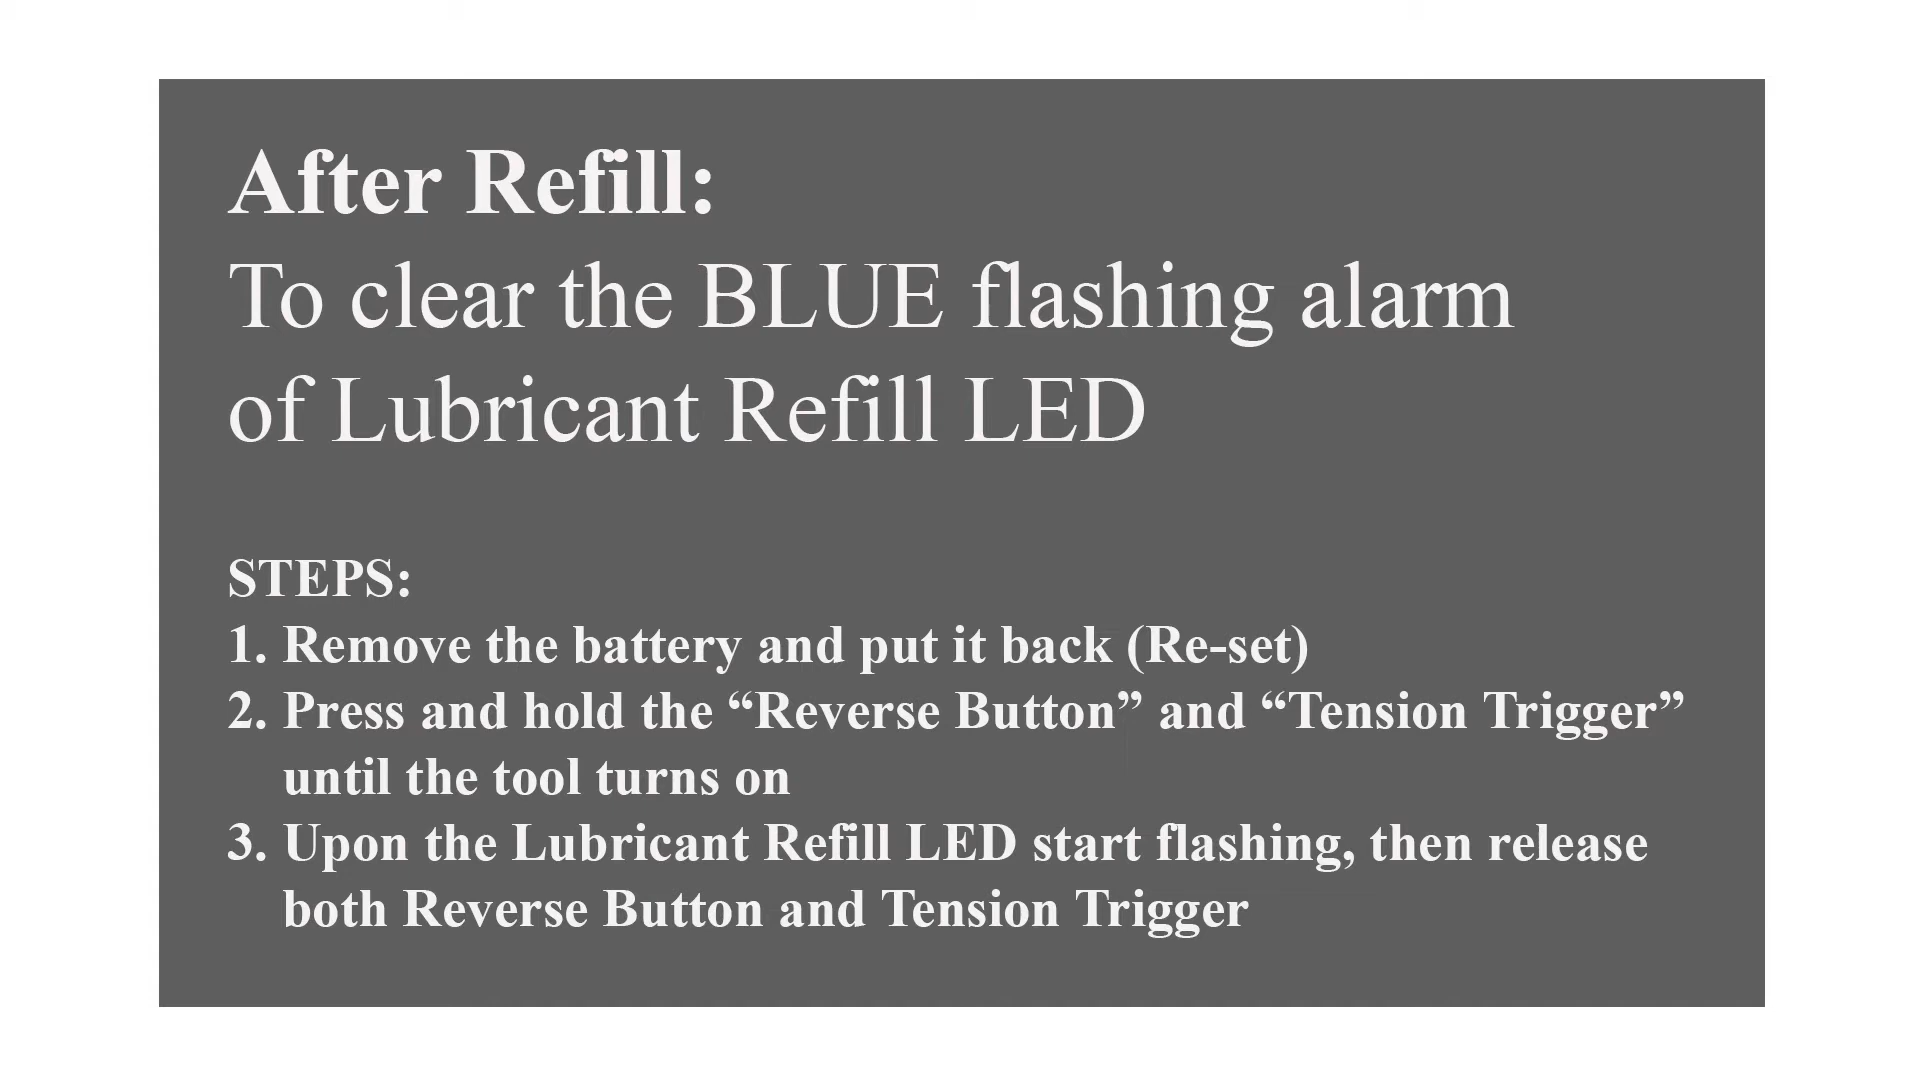 After Refill:
To clear the BLUE flashing alarm
of Lubricant Refill LED
STEPS:
1. Remove the battery and put it back (Re-set)
2. Press and hold the “Reverse Button” and “Tension Trigger”
until the tool turns on
3. Upon the Lubricant Refill LED start flashing, then release
both Reverse Button and Tension Trigger